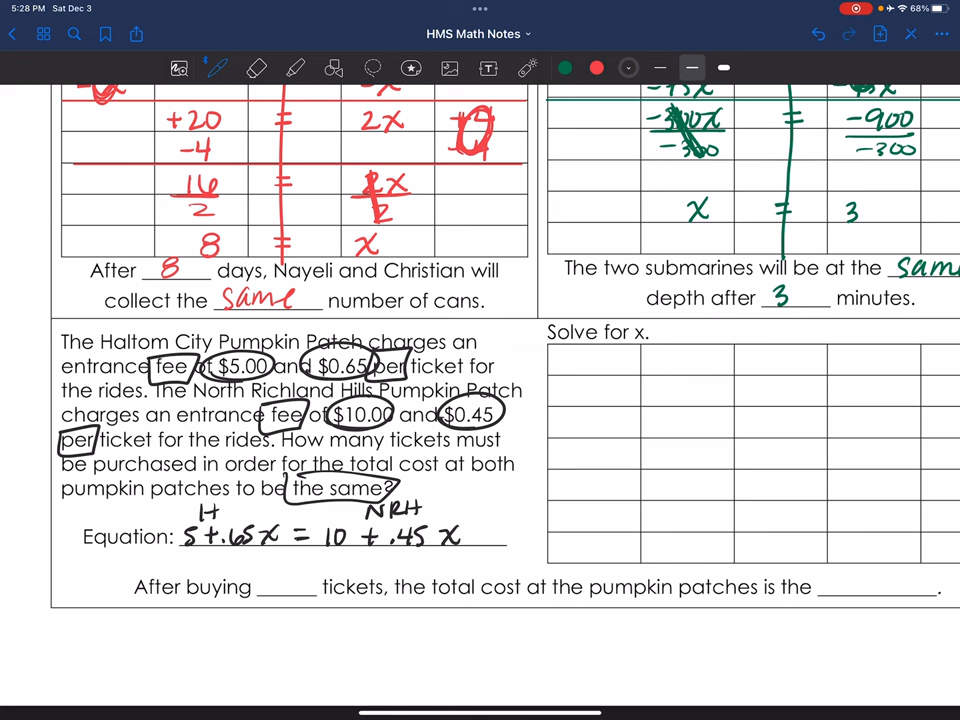 5:28 PM Sat Dec 3
68%
HMS Math Notes
+20 = 2x +4
-4 -4
16 = 2x
2 2
8 = x
After 8 days, Nayeli and Christian will
collect the same number of cans.
-300x = -900
-300 -300
x = 3
The two submarines will be at the same
depth after 3 minutes.
The Haltom City Pumpkin Patch charges an
entrance fee of $5.00 and $0.65 per ticket for
the rides. The North Richland Hills Pumpkin Patch
charges an entrance fee of $10.00 and $0.45
per ticket for the rides. How many tickets must
be purchased in order for the total cost at both
pumpkin patches to be the same?
H NRH
Equation: 5 + .65x = 10 + .45x
Solve for x.
After buying ______ tickets, the total cost at the pumpkin patches is the ____________.